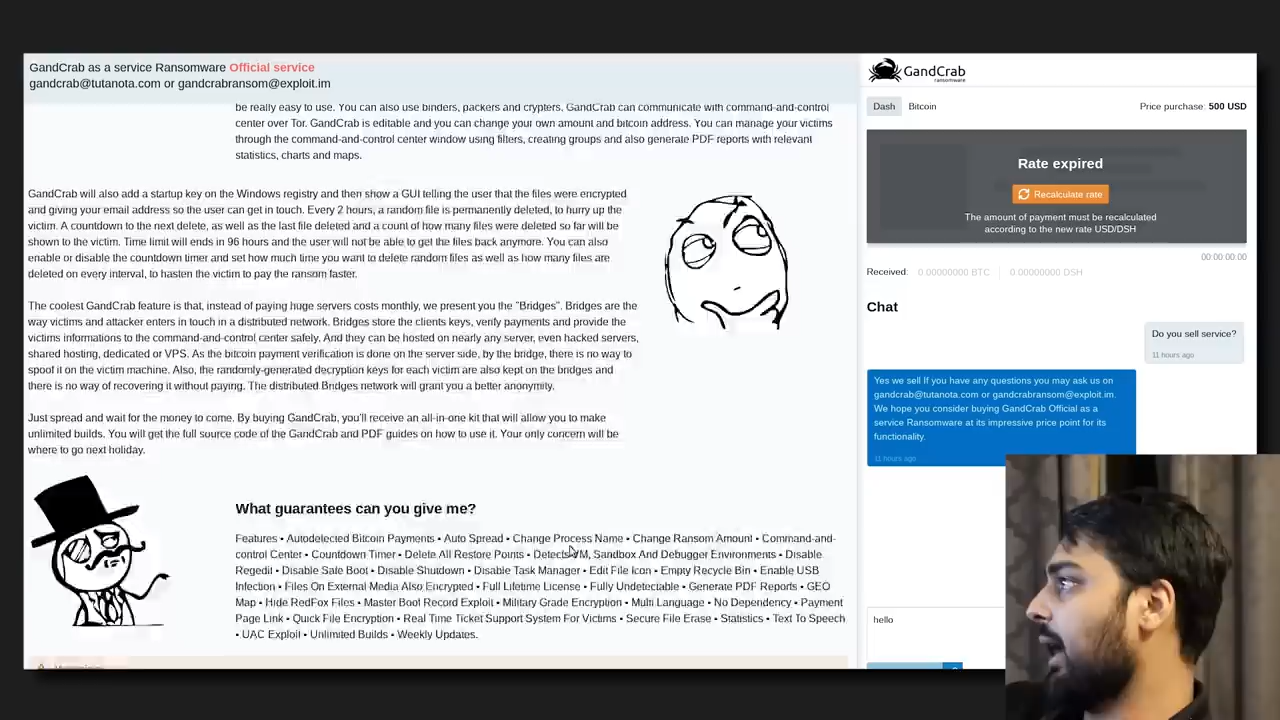 GandCrab as a service Ransomware Official service
gandcrab@tutanota.com or gandcrabransom@exploit.im
be really easy to use. You can also use binders, packers and crypters. GandCrab can communicate with command-and-control
center over Tor. GandCrab is editable and you can change your own amount and bitcoin address. You can manage your victims
through the command-and-control center window using filters, creating groups and also generate PDF reports with relevant
statistics, charts and maps.
GandCrab will also add a startup key on the Windows registry and then show a GUI telling the user that the files were encrypted
and giving your email address so the user can get in touch. Every 2 hours, a random file is permanently deleted, to hurry up the
victim. A countdown to the next delete, as well as the last file deleted and a count of how many files were deleted so far will be
shown to the victim. Time limit will ends in 96 hours and the user will not be able to get the files back anymore. You can also
enable or disable the countdown timer and set how much time you want to delete random files as well as how many files are
deleted on every interval, to hasten the victim to pay the ransom faster.
The coolest GandCrab feature is that, instead of paying huge servers costs monthly, we present you the "Bridges". Bridges are the
way victims and attacker enters in touch in a distributed network. Bridges store the clients keys, verify payments and provide the
victims informations to the command-and-control center safely. And they can be hosted on nearly any server, even hacked servers,
shared hosting, dedicated or VPS. As the bitcoin payment verification is done on the server side, by the bridge, there is no way to
spoof it on the victim machine. Also, the randomly-generated decryption keys for each victim are also kept on the bridges and
there is no way of recovering it without paying. The distributed Bridges network will grant you a better anonymity.
Just spread and wait for the money to come. By buying GandCrab, you'll receive an all-in-one kit that will allow you to make
unlimited builds. You will get the full source code of the GandCrab and PDF guides on how to use it. Your only concern will be
where to go next holiday.
What guarantees can you give me?
Features • Autodelected Bitcoin Payments • Auto Spread • Change Process Name • Change Ransom Amount • Command-and-
control Center • Countdown Timer • Delete All Restore Points • Detect VM, Sandbox And Debugger Environments • Disable
Regedit • Disable Safe Boot • Disable Shutdown • Disable Task Manager • Edit File Icon • Empty Recycle Bin • Enable USB
Infection • Files On External Media Also Encrypted • Full Lifetime License • Fully Undetectable • Generate PDF Reports • GEO
Map • Hide RedFox Files • Master Boot Record Exploit • Military Grade Encryption • Multi Language • No Dependency • Payment
Page Link • Quick File Encryption • Real Time Ticket Support System For Victims • Secure File Erase • Statistics • Text To Speech
• UAC Exploit • Unlimited Builds • Weekly Updates.
GandCrab
ransomware
Dash Bitcoin Price purchase: 500 USD
Rate expired
Recalculate rate
The amount of payment must be recalculated
according to the new rate USD/DSH
00:00:00:00
Received: 0.00000000 BTC 0.00000000 DSH
Chat
Do you sell service?
11 hours ago
Yes we sell If you have any questions you may ask us on
gandcrab@tutanota.com or gandcrabransom@exploit.im.
We hope you consider buying GandCrab Official as a
service Ransomware at its impressive price point for its
functionality.
11 hours ago
hello